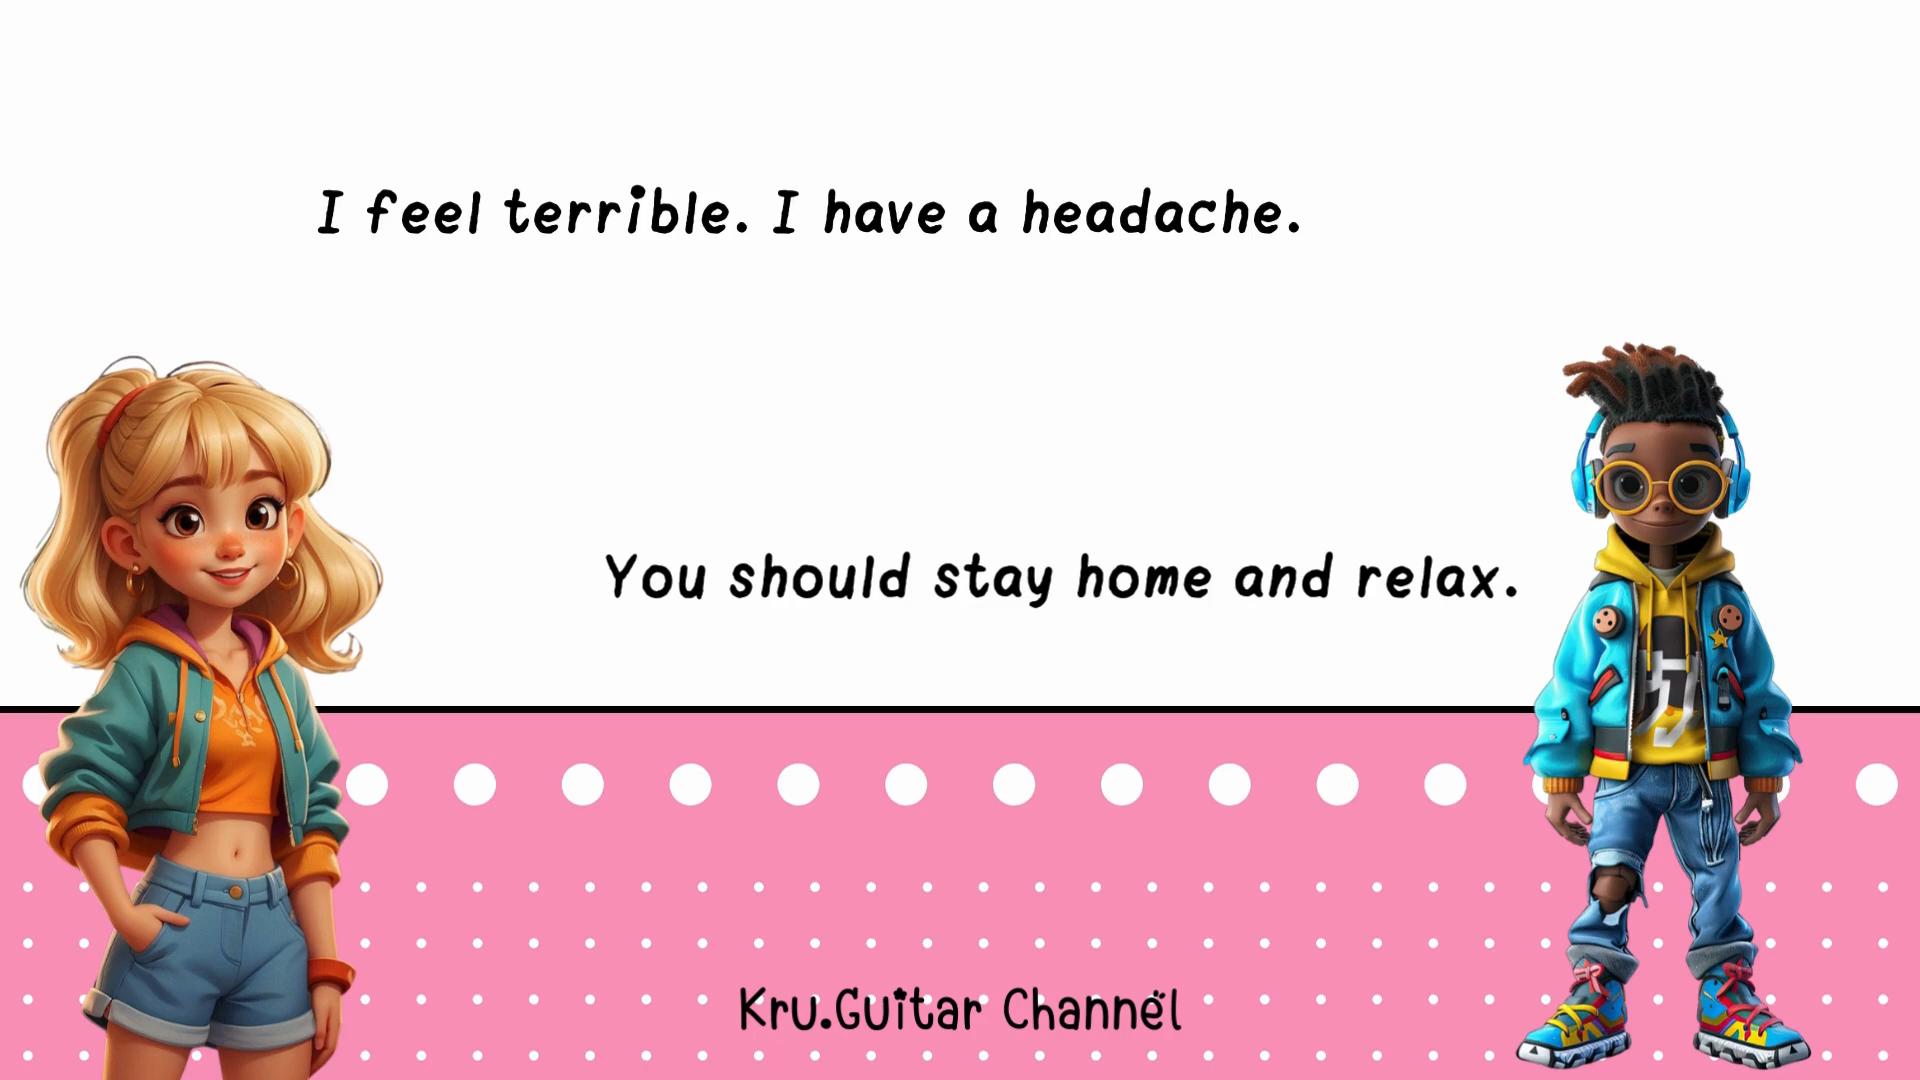 I feel terrible. I have a headache.
You should stay home and relax.
Kru.Guitar Channel